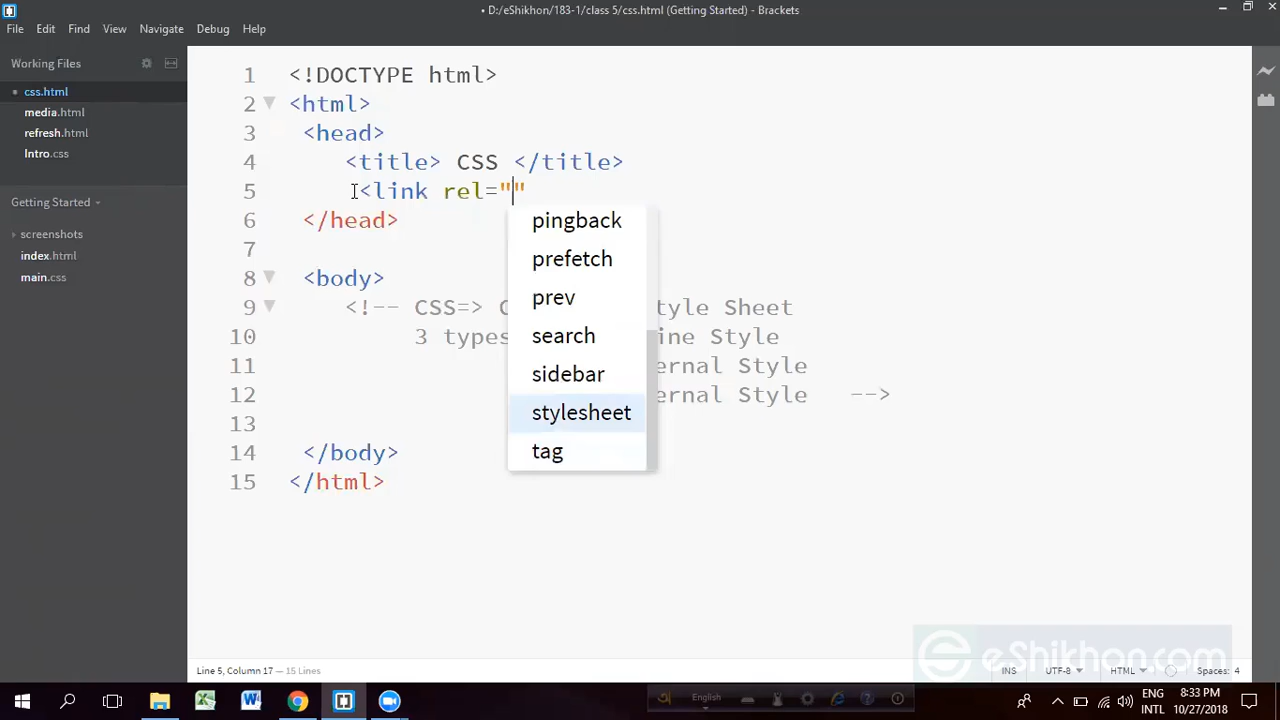 • D:/eShikhon/183-1/class 5/css.html (Getting Started) - Brackets
File Edit Find View Navigate Debug Help
Working Files
css.html
media.html
refresh.html
Intro.css
Getting Started
screenshots
index.html
main.css
1 <!DOCTYPE html>
2 <html>
3 <head>
4 <title> CSS </title>
5 <link rel=""
6 </head>
7
8 <body>
9 <!-- CSS=> C tyle Sheet
10 3 types ine Style
11 ernal Style
12 ernal Style -->
13
14 </body>
15 </html>
pingback
prefetch
prev
search
sidebar
stylesheet
tag
eShikhon.com
Line 5, Column 17 — 15 Lines
INS UTF-8 HTML Spaces: 4
English
ENG
INTL
8:33 PM
10/27/2018